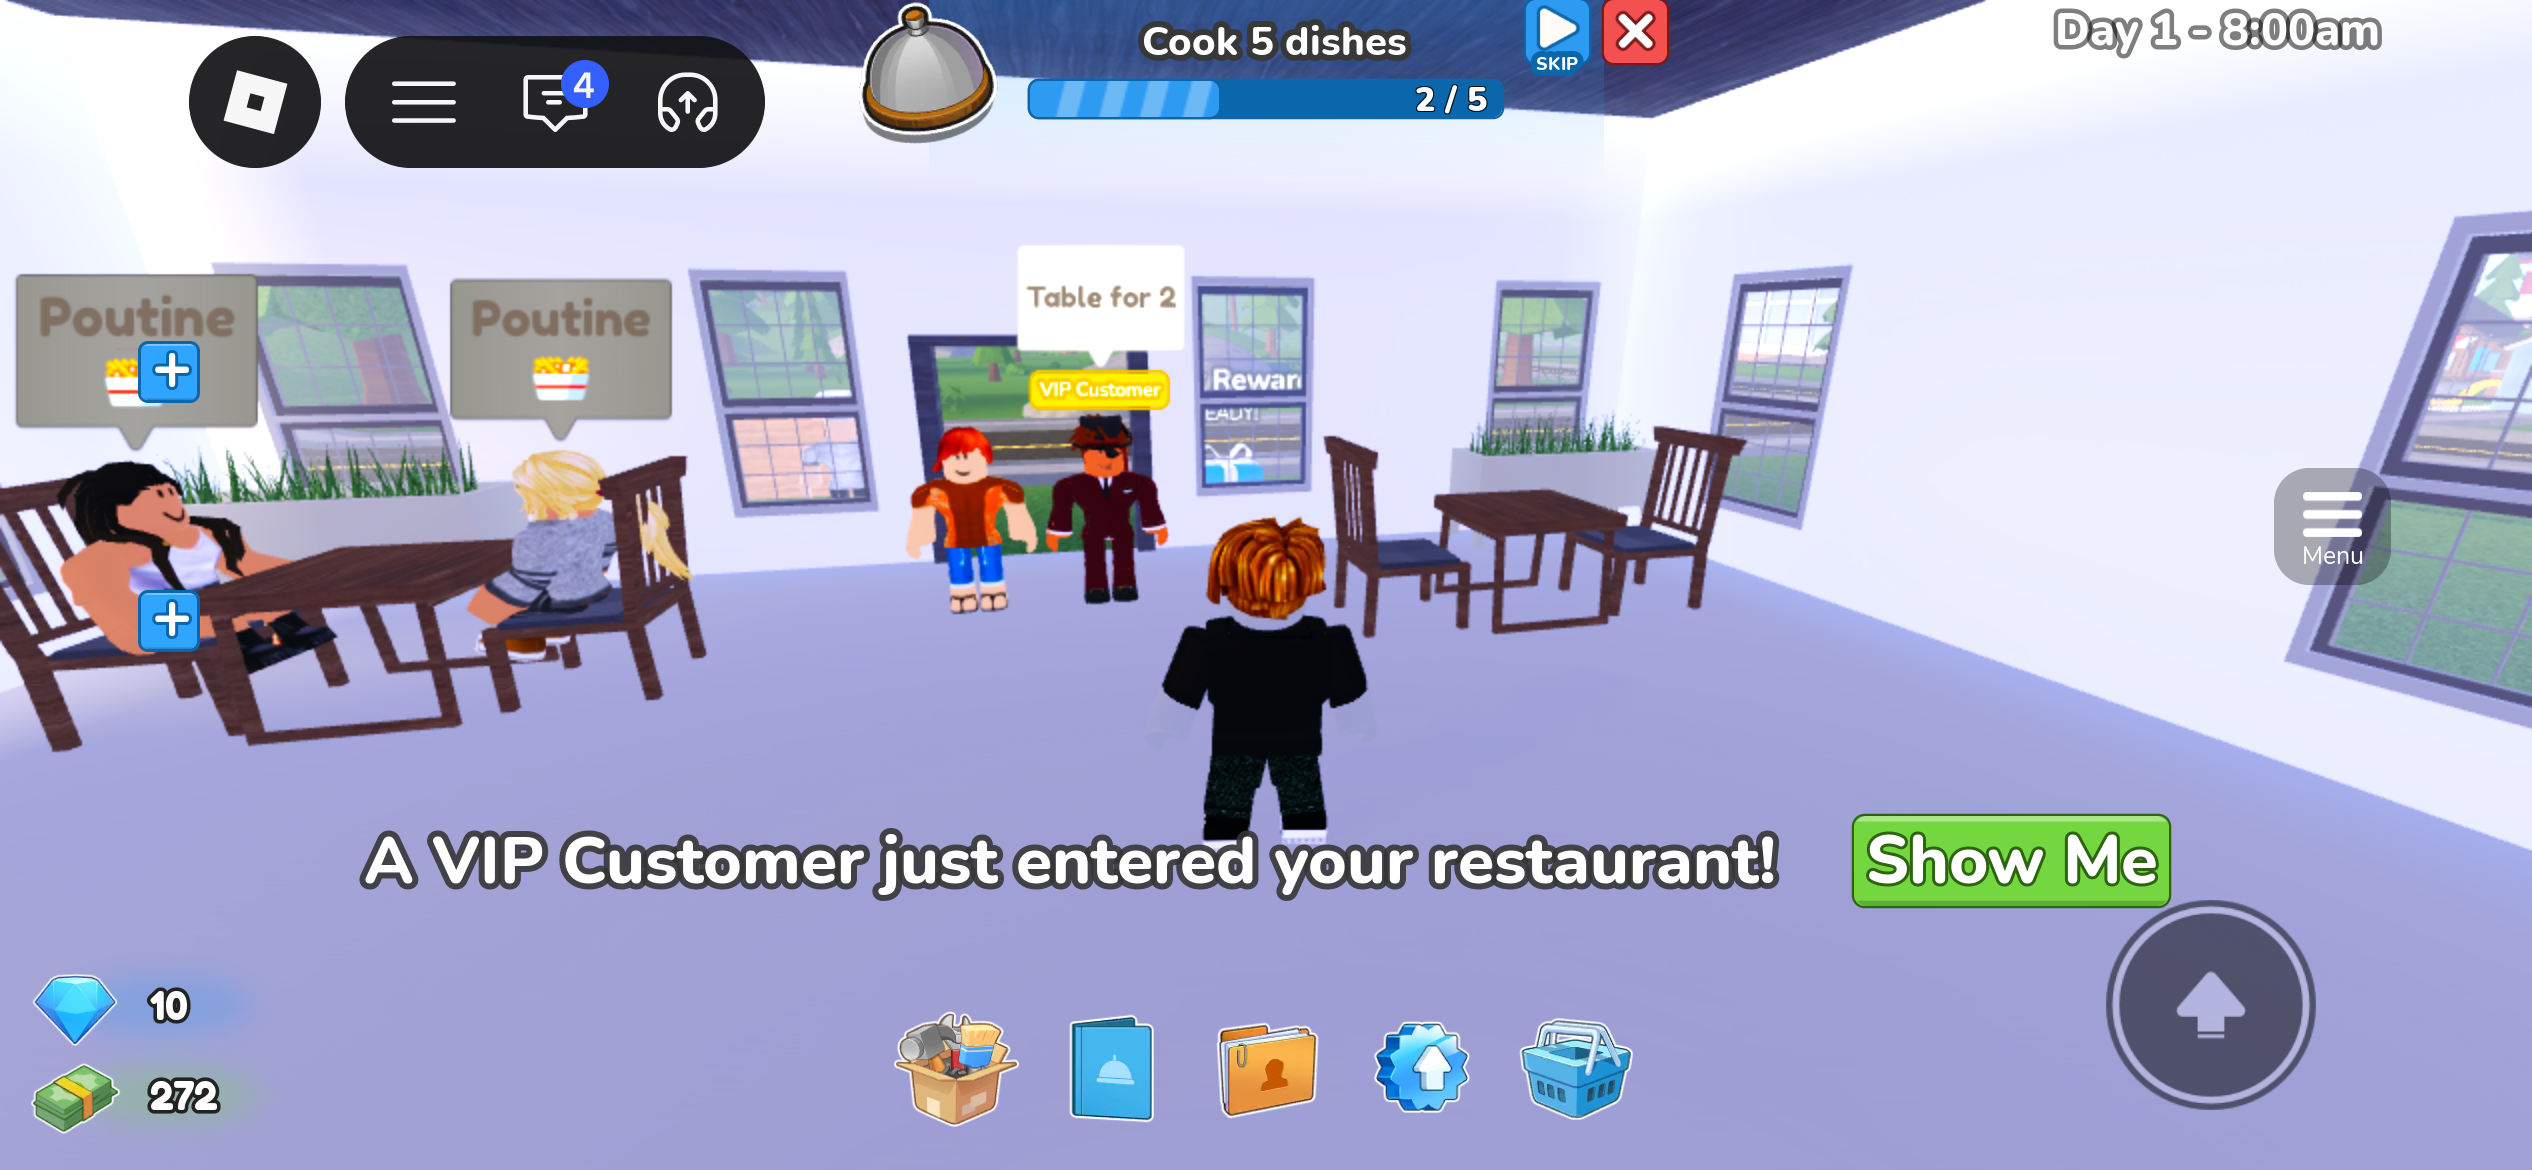 Cook 5 dishes
2 / 5
SKIP
Day 1 - 8:00am
4
Poutine
Poutine
Table for 2
VIP Customer
Rewar
EADY!
Menu
A VIP Customer just entered your restaurant!
Show Me
10
272